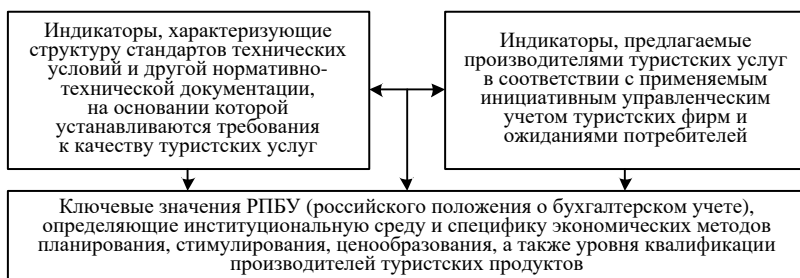 Индикаторы, характеризующие
структуру стандартов технических
условий и другой нормативно-
технической документации,
на основании которой
устанавливаются требования
к качеству туристских услуг
Индикаторы, предлагаемые
производителями туристских услуг
в соответствии с применяемым
инициативным управленческим
учетом туристских фирм и
ожиданиями потребителей
Ключевые значения РПБУ (российского положения о бухгалтерском учете),
определяющие институциональную среду и специфику экономических методов
планирования, стимулирования, ценообразования, а также уровня квалификации
производителей туристских продуктов